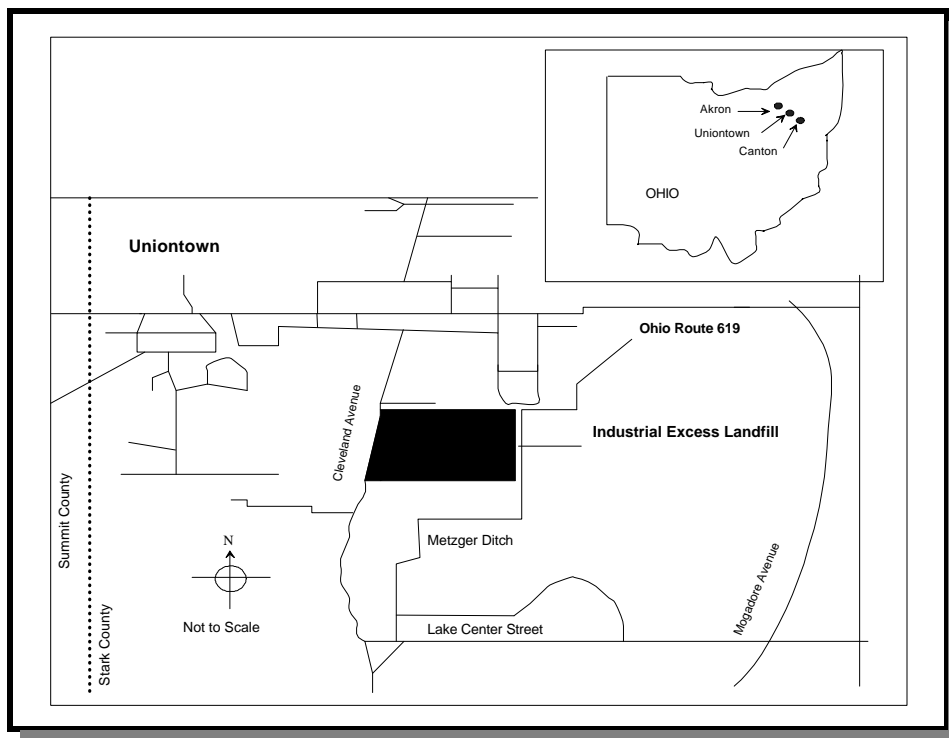 Akron
Uniontown
Canton
OHIO
Uniontown
Ohio Route 619
Cleveland Avenue
Industrial Excess Landfill
Summit County
N
Metzger Ditch
Mogadore Avenue
Not to Scale
Lake Center Street
Stark County